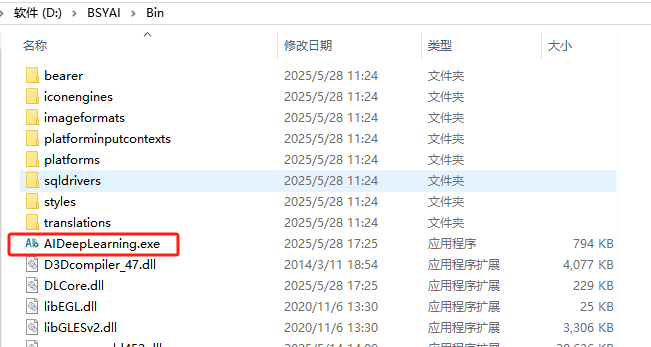 软件 (D:) > BSYAI > Bin
名称 修改日期 类型 大小
bearer 2025/5/28 11:24 文件夹
iconengines 2025/5/28 11:24 文件夹
imageformats 2025/5/28 11:24 文件夹
platforminputcontexts 2025/5/28 11:24 文件夹
platforms 2025/5/28 11:24 文件夹
sqldrivers 2025/5/28 11:24 文件夹
styles 2025/5/28 11:24 文件夹
translations 2025/5/28 11:24 文件夹
AIDeepLearning.exe 2025/5/28 17:25 应用程序 794 KB
D3Dcompiler_47.dll 2014/3/11 18:54 应用程序扩展 4,077 KB
DLCore.dll 2025/5/28 17:25 应用程序扩展 229 KB
libEGL.dll 2020/11/6 13:30 应用程序扩展 25 KB
libGLESv2.dll 2020/11/6 13:30 应用程序扩展 3,306 KB